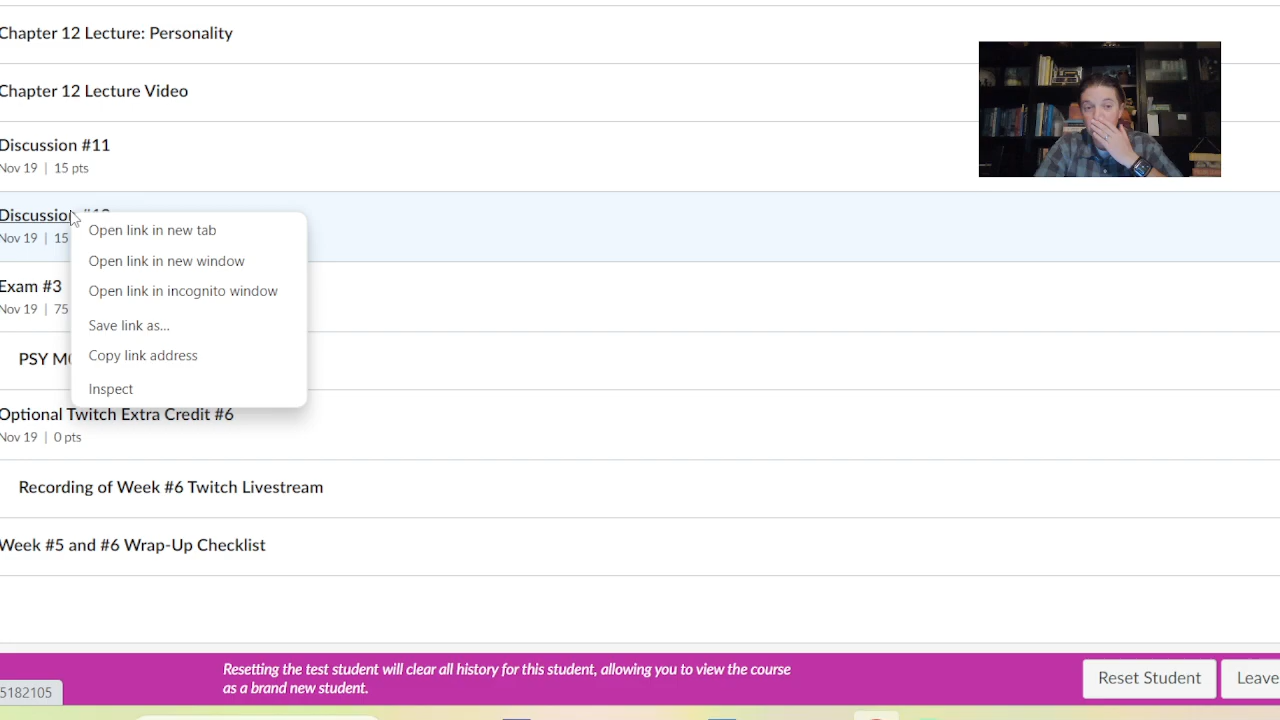 Chapter 12 Lecture: Personality
Chapter 12 Lecture Video
Discussion #11
Nov 19 | 15 pts
Discussion
Nov 19 | 15
Open link in new tab
Open link in new window
Open link in incognito window
Save link as...
Copy link address
Inspect
Exam #3
Nov 19 | 75
PSY
Optional Twitch Extra Credit #6
Nov 19 | 0 pts
Recording of Week #6 Twitch Livestream
Week #5 and #6 Wrap-Up Checklist
Resetting the test student will clear all history for this student, allowing you to view the course
as a brand new student.
Reset Student
Leave
5182105